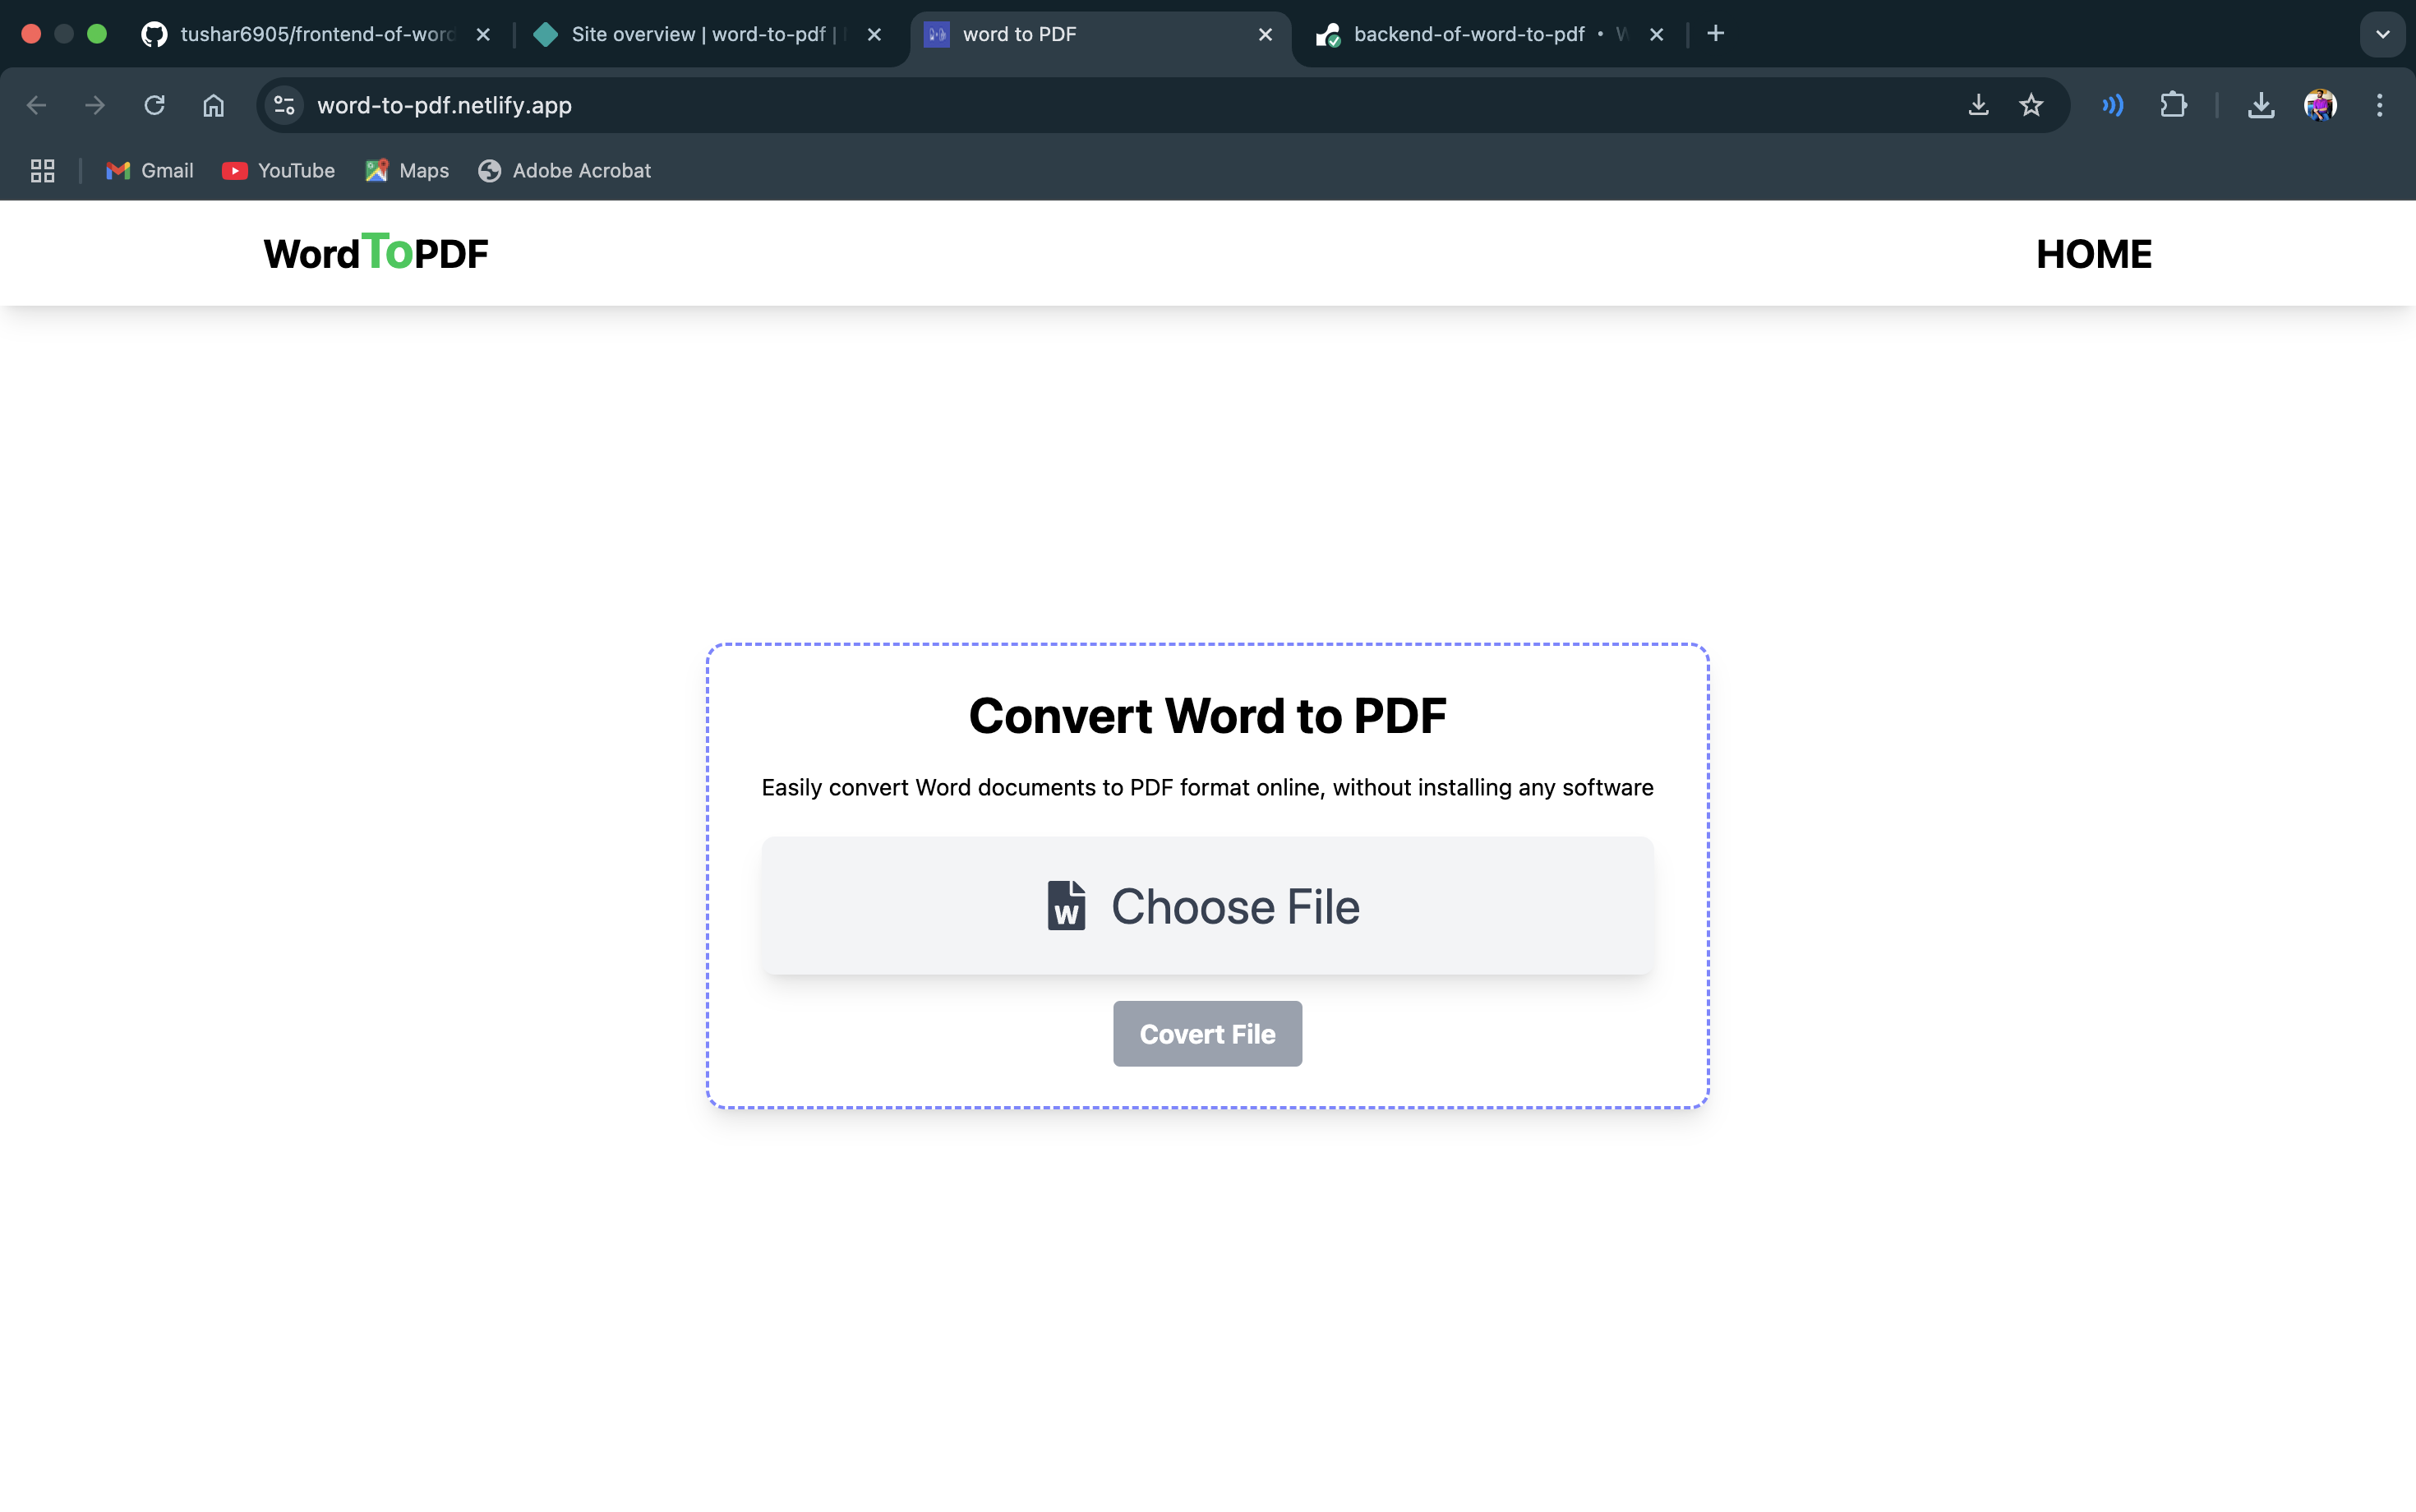 tushar6905/frontend-of-word
Site overview | word-to-pdf |
word to PDF
backend-of-word-to-pdf •
word-to-pdf.netlify.app
Gmail
YouTube
Maps
Adobe Acrobat
WordToPDF
HOME
Convert Word to PDF
Easily convert Word documents to PDF format online, without installing any software
W Choose File
Covert File